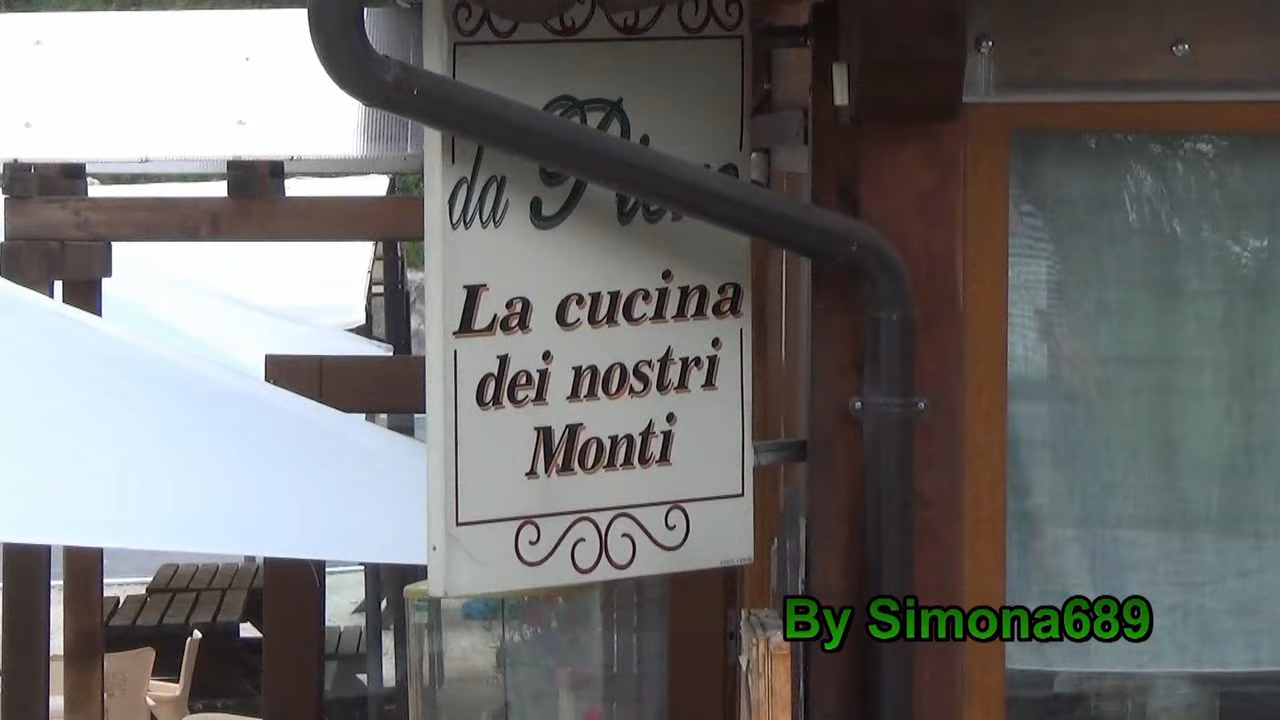 da
La cucina
dei nostri
Monti
By Simona689